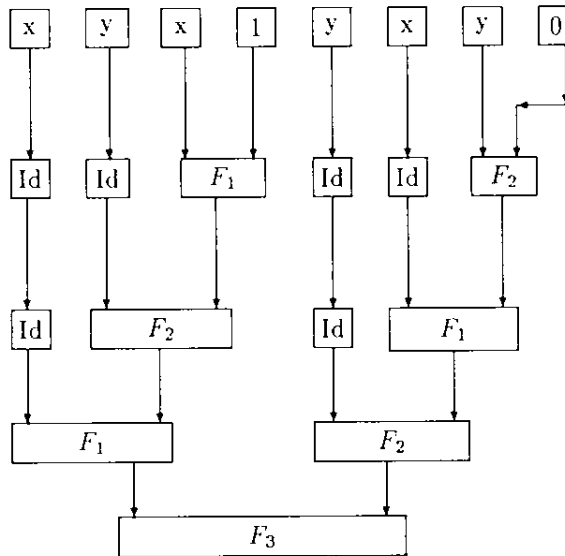 x y x 1 y x y 0
Id Id F₁ Id Id F₂
Id F₂ Id F₁
F₁ F₂
F₃